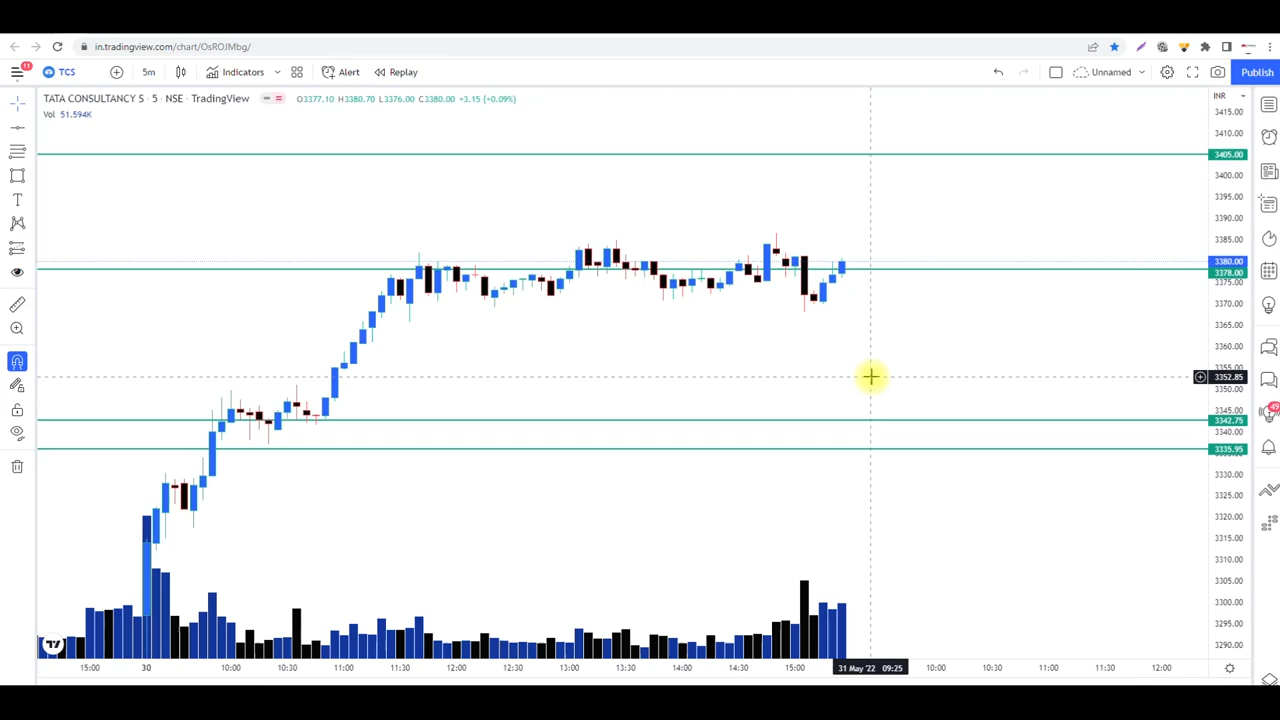 in.tradingview.com/chart/OsROJMbg/
11
TCS
5m
Indicators
Alert
Replay
Unnamed
Publish
TATA CONSULTANCY S · 5 · NSE · TradingView
O3377.10 H3380.70 L3376.00 C3380.00 +3.15 (+0.09%)
INR
Vol 51.594K
3415.00
3410.00
3405.00
3400.00
3395.00
3390.00
3385.00
3380.00
3378.00
3375.00
3370.00
3365.00
3360.00
3355.00
3352.85
3350.00
3345.00
3342.75
3340.00
3335.95
3330.00
3325.00
3320.00
3315.00
3310.00
3305.00
3300.00
3295.00
3290.00
15:00 30 10:00 10:30 11:00 11:30 12:00 12:30 13:00 13:30 14:00 14:30 15:00 31 May '22 09:25 10:00 10:30 11:00 11:30 12:00